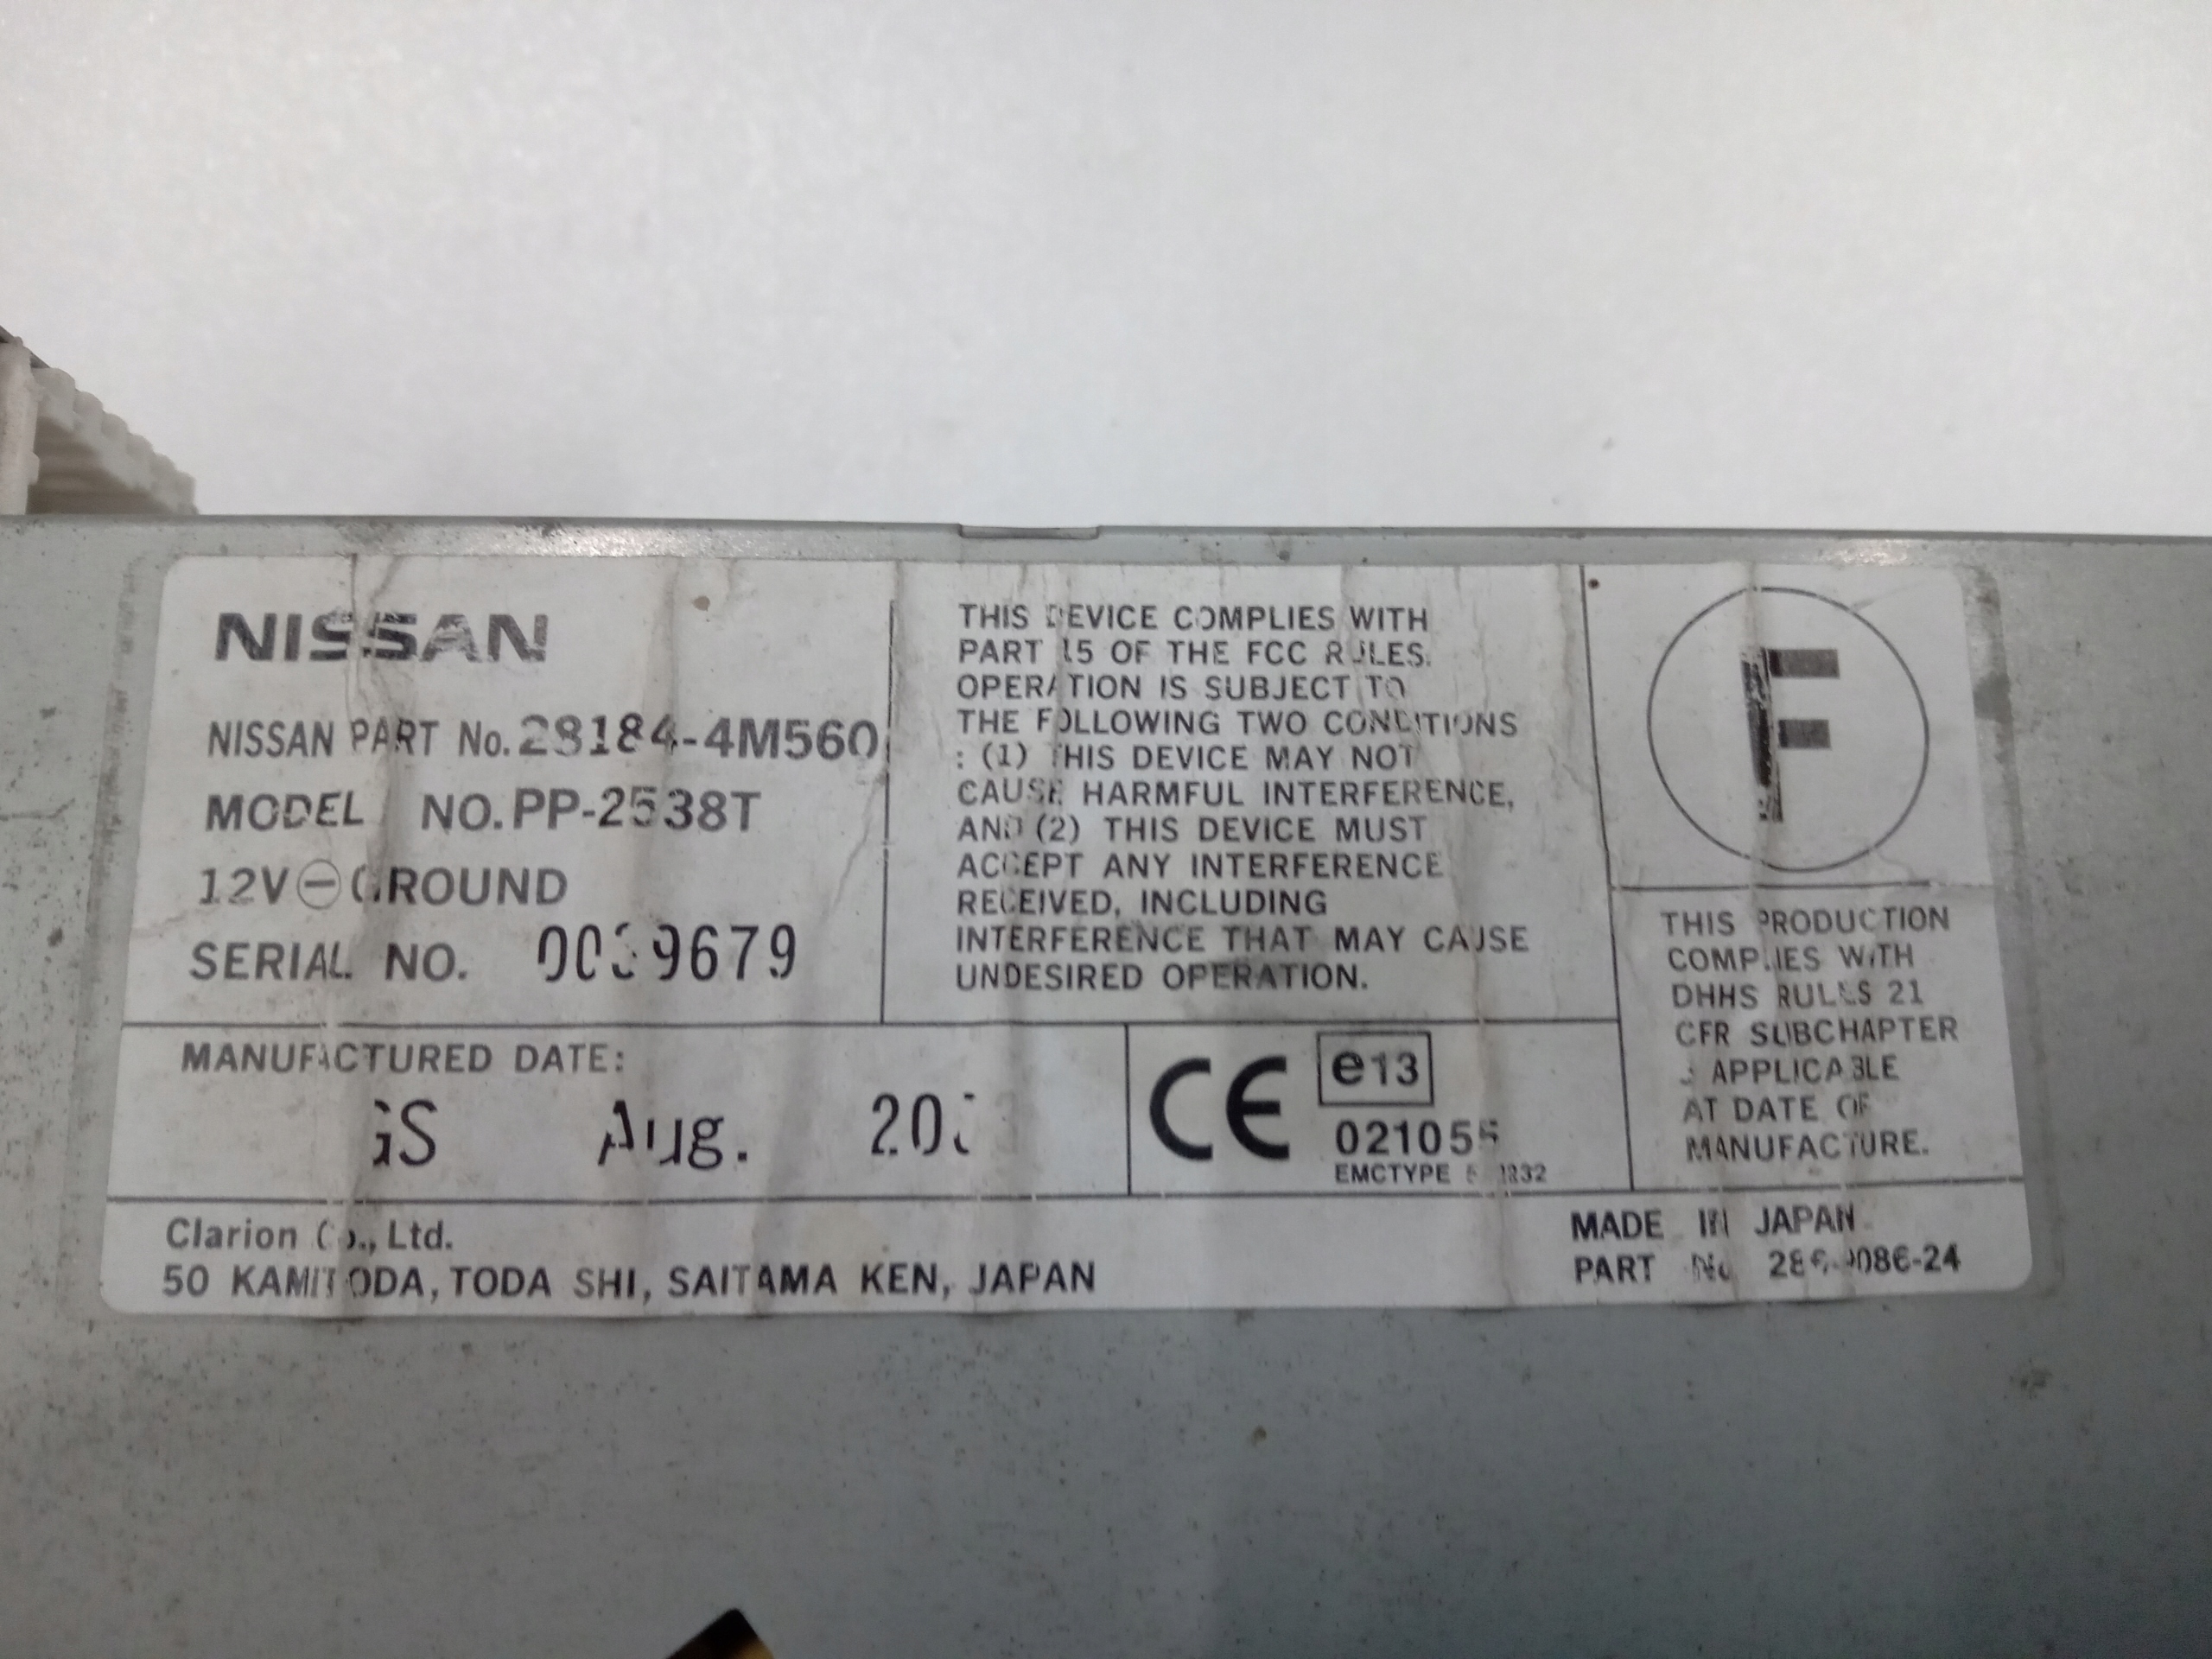 NISSAN
NISSAN PART No. 28184-4M560
MODEL NO. PP-2538T
12V ⊖ GROUND
SERIAL NO. 0039679
THIS DEVICE COMPLIES WITH
PART 15 OF THE FCC RULES.
OPERATION IS SUBJECT TO
THE FOLLOWING TWO CONDITIONS
: (1) THIS DEVICE MAY NOT
CAUSE HARMFUL INTERFERENCE,
AND (2) THIS DEVICE MUST
ACCEPT ANY INTERFERENCE
RECEIVED, INCLUDING
INTERFERENCE THAT MAY CAUSE
UNDESIRED OPERATION.
F
THIS PRODUCTION
COMPLIES WITH
DHHS RULES 21
CFR SUBCHAPTER
APPLICABLE
AT DATE OF
MANUFACTURE.
MANUFACTURED DATE:
Aug.
CE
e13
021055
EMCTYPE
Clarion Co., Ltd.
50 KAMITODA, TODA SHI, SAITAMA KEN, JAPAN
MADE IN JAPAN
PART No